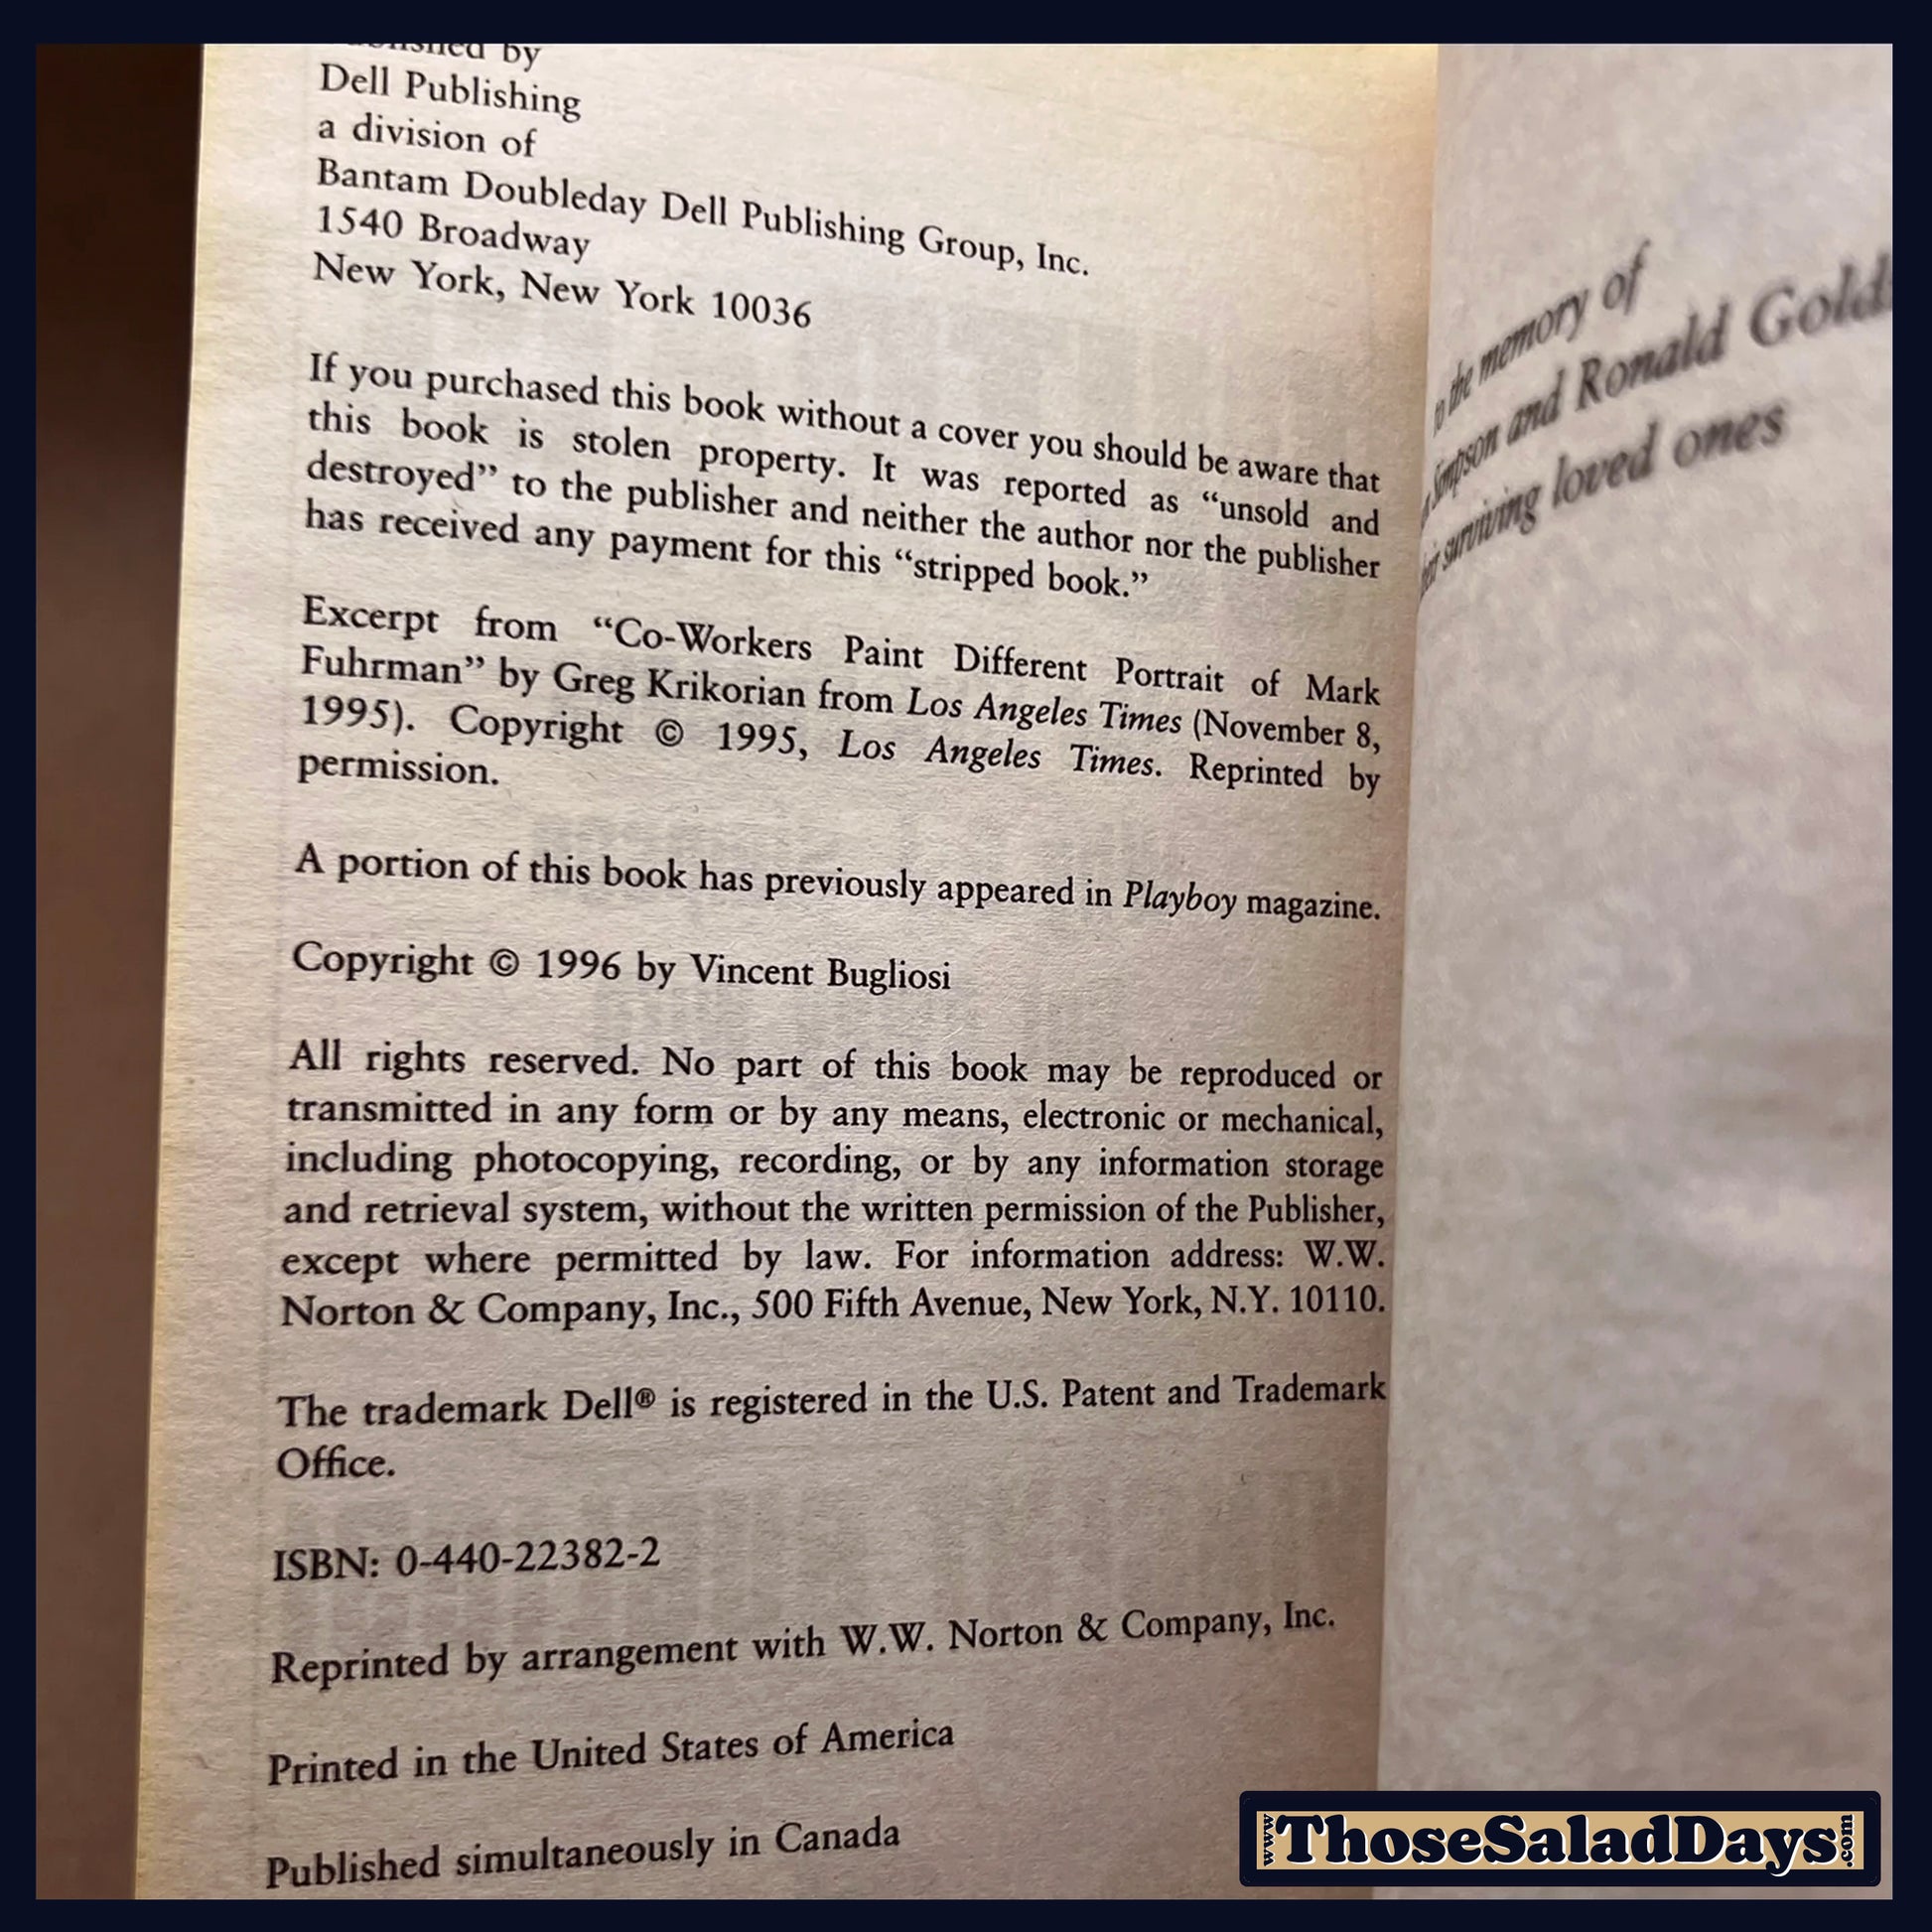 by
Dell Publishing
a division of
Bantam Doubleday Dell Publishing Group, Inc.
1540 Broadway
New York, New York 10036
If you purchased this book without a cover you should be aware that
this book is stolen property. It was reported as “unsold and
destroyed” to the publisher and neither the author nor the publisher
has received any payment for this “stripped book.”
Excerpt from “Co-Workers Paint Different Portrait of Mark
Fuhrman” by Greg Krikorian from Los Angeles Times (November 8,
1995). Copyright © 1995, Los Angeles Times. Reprinted by
permission.
A portion of this book has previously appeared in Playboy magazine.
Copyright © 1996 by Vincent Bugliosi
All rights reserved. No part of this book may be reproduced or
transmitted in any form or by any means, electronic or mechanical,
including photocopying, recording, or by any information storage
and retrieval system, without the written permission of the Publisher,
except where permitted by law. For information address: W.W.
Norton & Company, Inc., 500 Fifth Avenue, New York, N.Y. 10110.
The trademark Dell® is registered in the U.S. Patent and Trademark
Office.
ISBN: 0-440-22382-2
Reprinted by arrangement with W.W. Norton & Company, Inc.
Printed in the United States of America
Published simultaneously in Canada
to the memory of
Simpson and Ronald
surviving loved ones
www.ThoseSaladDays.com